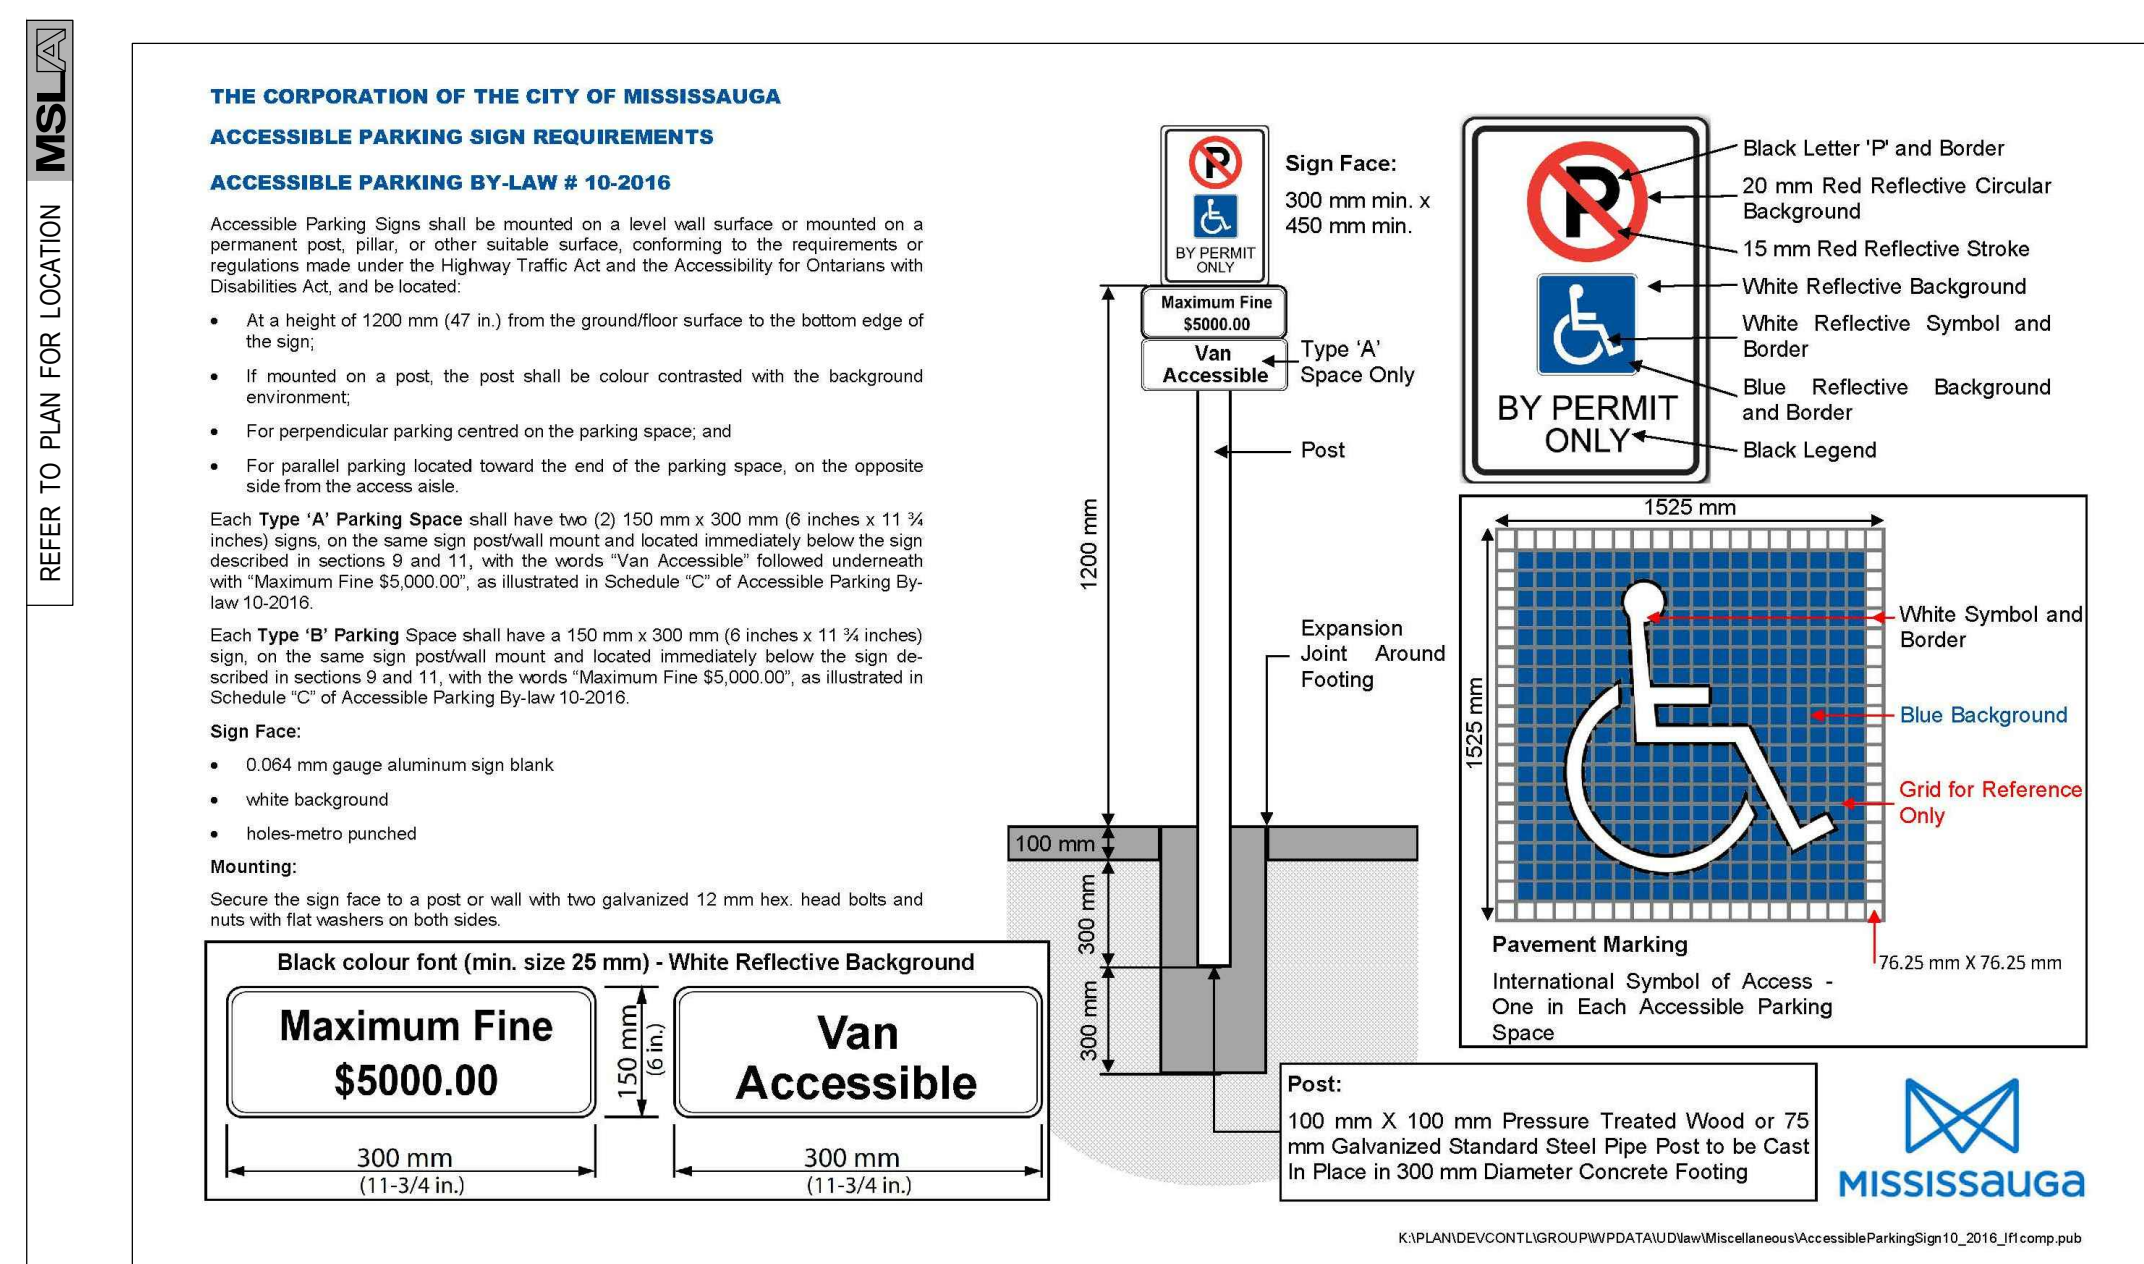 MSLA
REFER TO PLAN FOR LOCATION
THE CORPORATION OF THE CITY OF MISSISSAUGA
ACCESSIBLE PARKING SIGN REQUIREMENTS
ACCESSIBLE PARKING BY-LAW # 10-2016
Accessible Parking Signs shall be mounted on a level wall surface or mounted on a
permanent post, pillar, or other suitable surface, conforming to the requirements or
regulations made under the Highway Traffic Act and the Accessibility for Ontarians with
Disabilities Act, and be located:
• At a height of 1200 mm (47 in.) from the ground/floor surface to the bottom edge of
the sign;
• If mounted on a post, the post shall be colour contrasted with the background
environment;
• For perpendicular parking centred on the parking space; and
• For parallel parking located toward the end of the parking space, on the opposite
side from the access aisle.
Each Type ‘A’ Parking Space shall have two (2) 150 mm x 300 mm (6 inches x 11 ¾
inches) signs, on the same sign post/wall mount and located immediately below the sign
described in sections 9 and 11, with the words “Van Accessible” followed underneath
with “Maximum Fine $5,000.00”, as illustrated in Schedule “C” of Accessible Parking By-
law 10-2016.
Each Type ‘B’ Parking Space shall have a 150 mm x 300 mm (6 inches x 11 ¾ inches)
sign, on the same sign post/wall mount and located immediately below the sign de-
scribed in sections 9 and 11, with the words “Maximum Fine $5,000.00”, as illustrated in
Schedule “C” of Accessible Parking By-law 10-2016.
Sign Face:
• 0.064 mm gauge aluminum sign blank
• white background
• holes-metro punched
Mounting:
Secure the sign face to a post or wall with two galvanized 12 mm hex. head bolts and
nuts with flat washers on both sides.
Black colour font (min. size 25 mm) - White Reflective Background
Maximum Fine
$5000.00
150 mm
(6 in.)
Van
Accessible
300 mm
(11-3/4 in.)
300 mm
(11-3/4 in.)
P
BY PERMIT
ONLY
Maximum Fine
$5000.00
Van
Accessible
Sign Face:
300 mm min. x
450 mm min.
Type ‘A’
Space Only
Post
1200 mm
Expansion
Joint Around
Footing
100 mm
300 mm
300 mm
P
BY PERMIT
ONLY
Black Letter 'P' and Border
20 mm Red Reflective Circular
Background
15 mm Red Reflective Stroke
White Reflective Background
White Reflective Symbol and
Border
Blue Reflective Background
and Border
Black Legend
1525 mm
1525 mm
White Symbol and
Border
Blue Background
Grid for Reference
Only
76.25 mm X 76.25 mm
Pavement Marking
International Symbol of Access -
One in Each Accessible Parking
Space
Post:
100 mm X 100 mm Pressure Treated Wood or 75
mm Galvanized Standard Steel Pipe Post to be Cast
In Place in 300 mm Diameter Concrete Footing
MISSISSAUGA
K:\PLAN\DEVCONTL\GROUP\WPDATA\UD\law\Miscellaneous\AccessibleParkingSign10_2016_lf1comp.pub